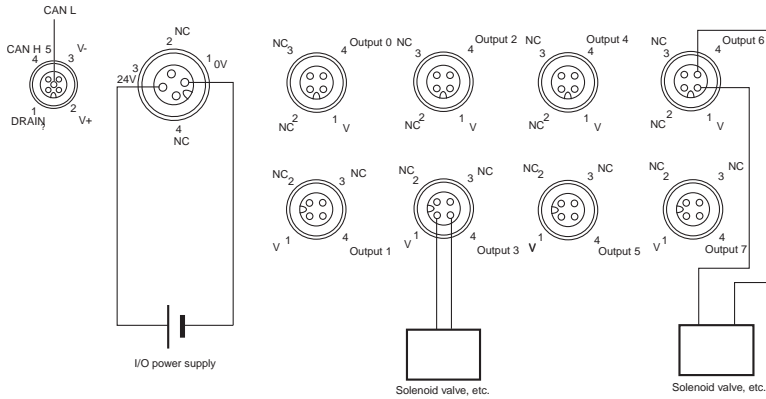 CAN L
CAN H 5 V-
4 3
1 2
DRAIN V+
?
NC
2
3 1 0V
24V
4
NC
I/O power supply
NC 3 4 Output 0
NC 2 1 V
NC 3 4 Output 2
NC 2 1 V
NC 3 4 Output 4
NC 2 1 V
NC 3 4 Output 6
NC 2 1 V
NC 2 3 NC
V 1 4 Output 1
NC 2 3 NC
V 1 4 Output 3
NC 2 3 NC
V 1 4 Output 5
NC 2 3 NC
V 1 4 Output 7
Solenoid valve, etc.
Solenoid valve, etc.